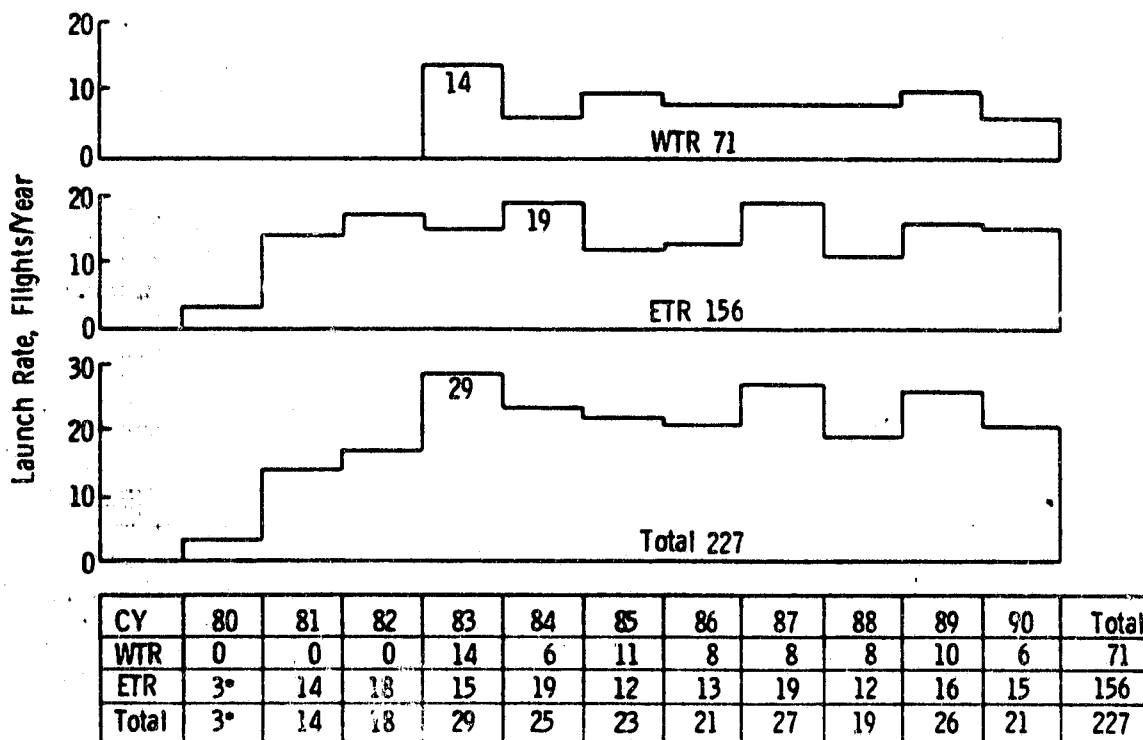 Launch Rate, Flights/Year
20
10
0
14
WTR 71
20
10
0
19
ETR 156
30
20
10
0
29
Total 227
CY 80 81 82 83 84 85 86 87 88 89 90 Total
WTR 0 0 0 14 6 11 8 8 8 10 6 71
ETR 3* 14 18 15 19 12 13 19 12 16 15 156
Total 3* 14 18 29 25 23 21 27 19 26 21 227